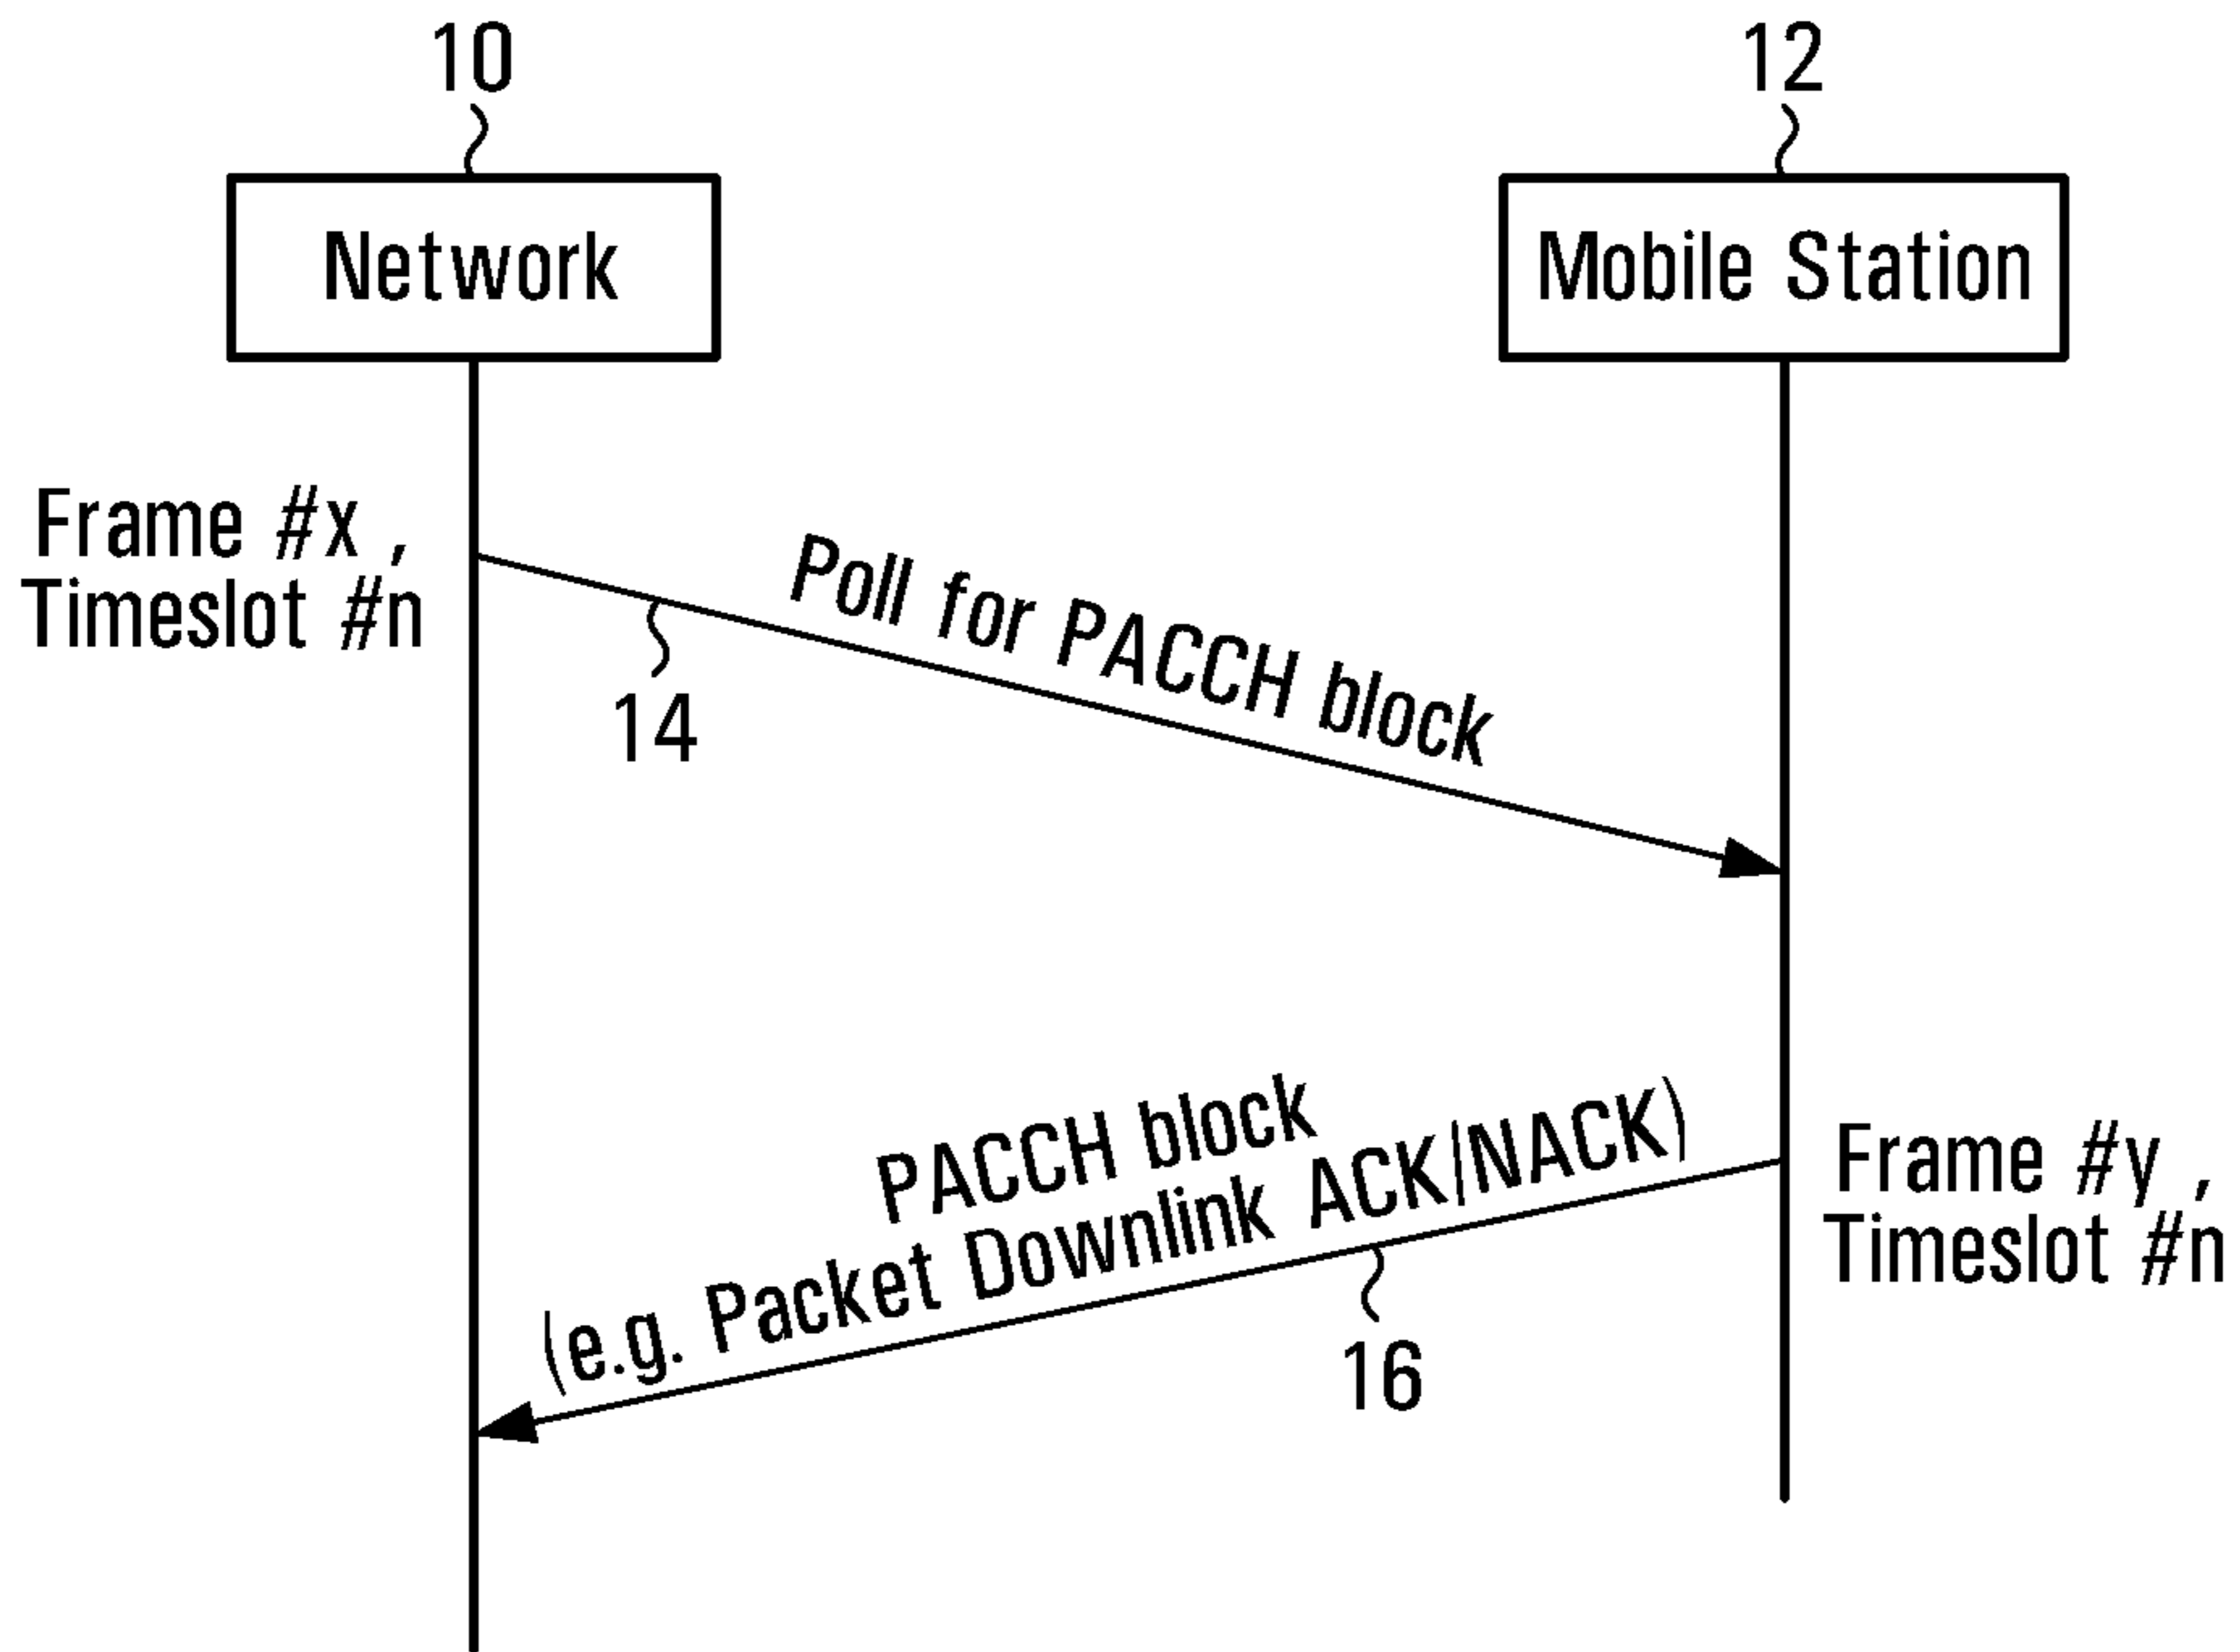 10
12
Network
Mobile Station
Frame #x ,
Timeslot #n
Poll for PACCH block
14
PACCH block
(e.g. Packet Downlink ACK/NACK)
Frame #y ,
Timeslot #n
16